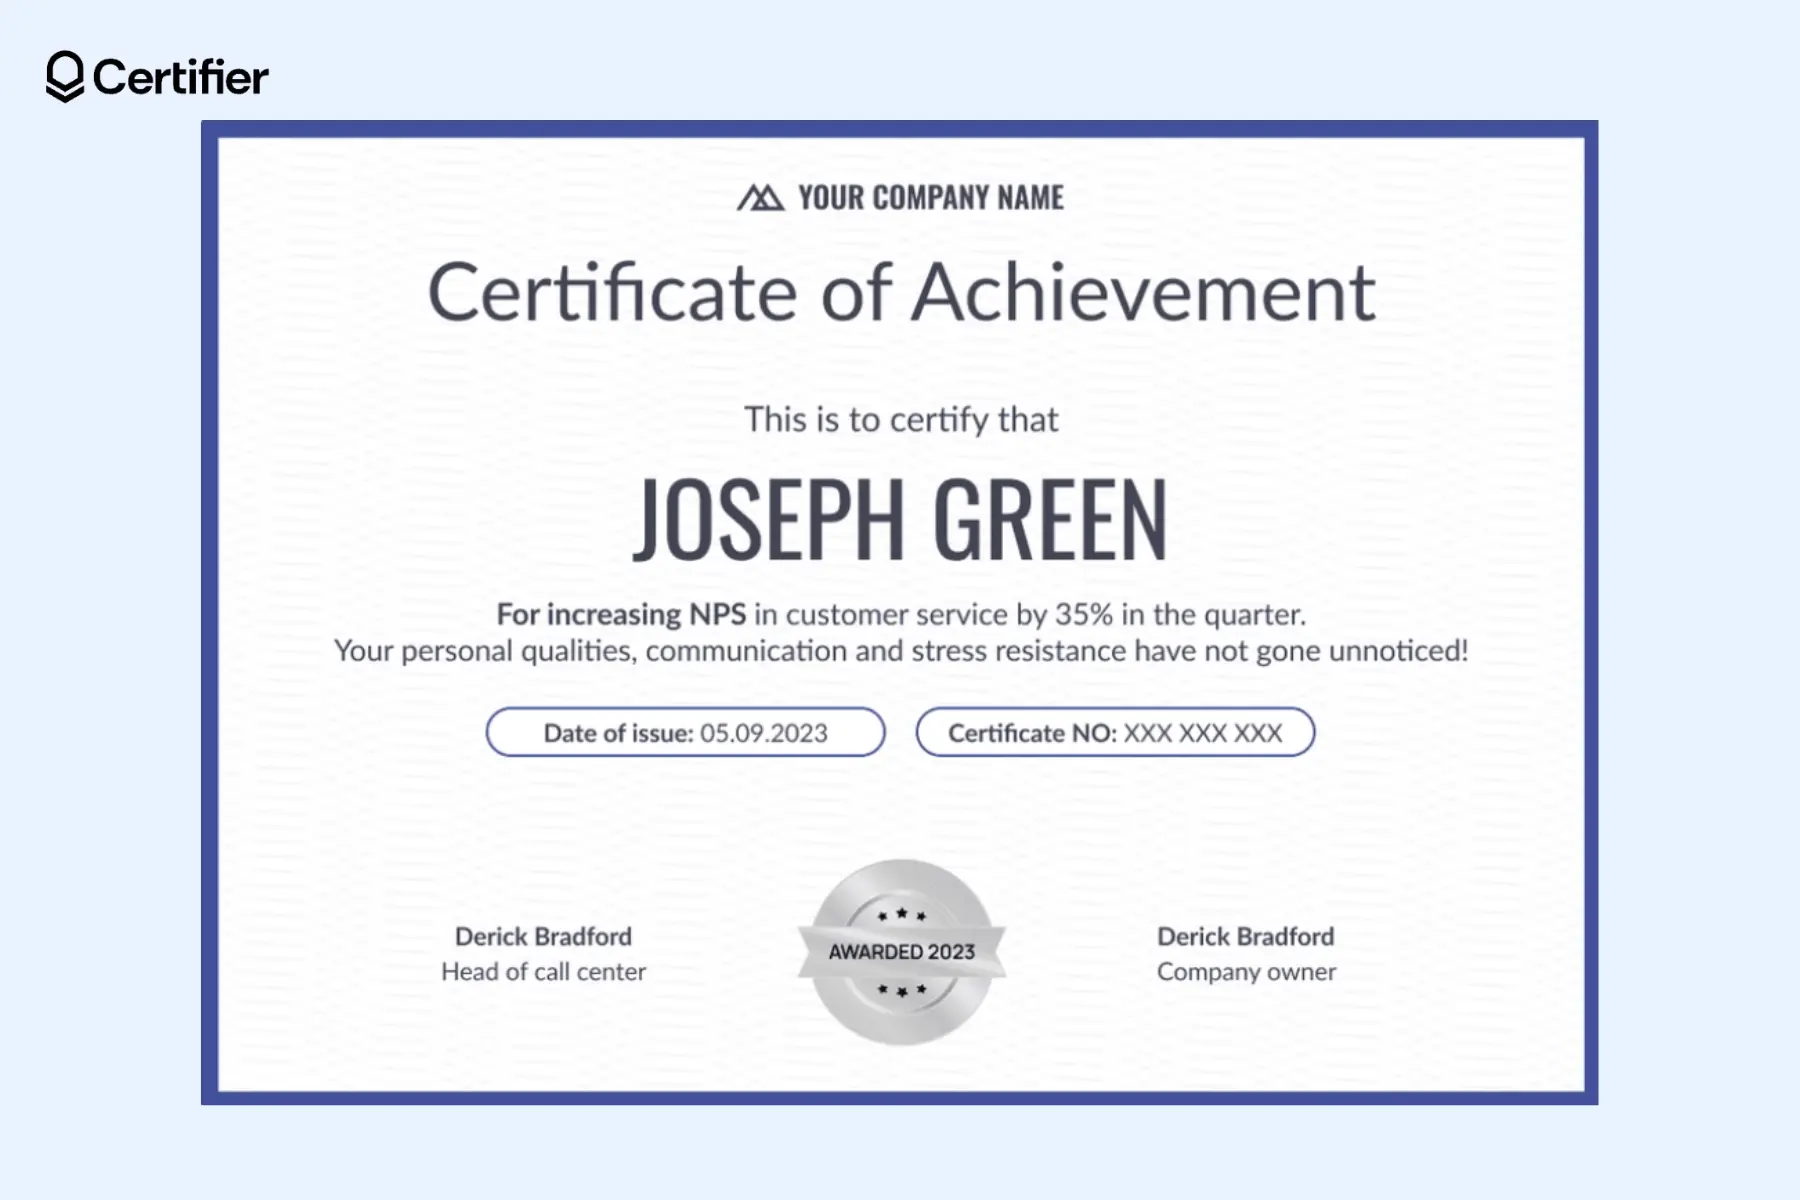 Certifier
YOUR COMPANY NAME
Certificate of Achievement
This is to certify that
JOSEPH GREEN
For increasing NPS in customer service by 35% in the quarter.
Your personal qualities, communication and stress resistance have not gone unnoticed!
Date of issue: 05.09.2023
Certificate NO: XXX XXX XXX
Derick Bradford
Head of call center
AWARDED 2023
Derick Bradford
Company owner